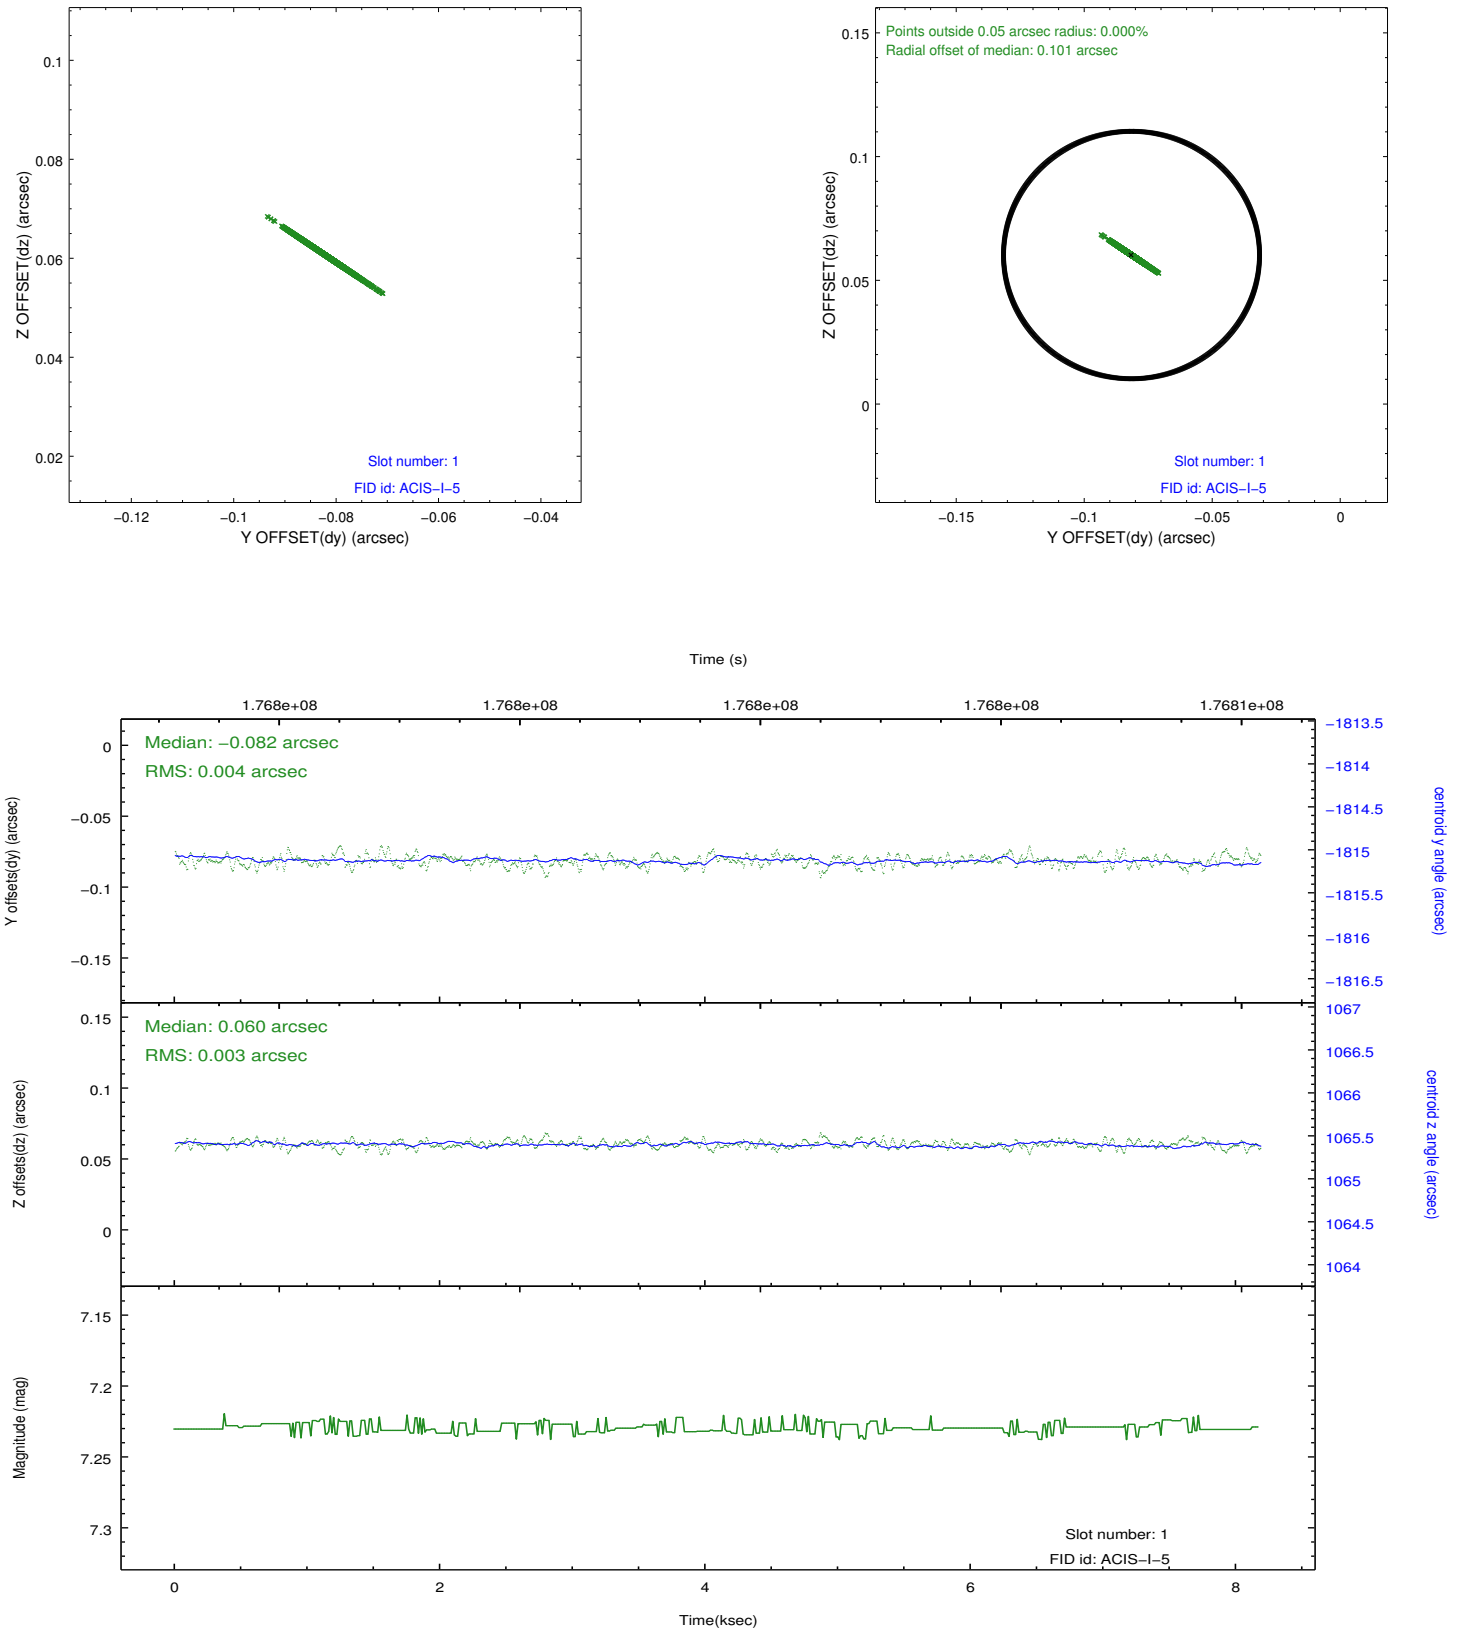 0.1
0.08
0.06
0.04
0.02
Z OFFSET(dz) (arcsec)
Slot number: 1
FID id: ACIS−I−5
−0.12
−0.1
−0.08
−0.06
−0.04
Y OFFSET(dy) (arcsec)
Points outside 0.05 arcsec radius: 0.000%
Radial offset of median: 0.101 arcsec
0.15
0.1
0.05
0
Z OFFSET(dz) (arcsec)
Slot number: 1
FID id: ACIS−I−5
−0.15
−0.1
−0.05
0
Y OFFSET(dy) (arcsec)
Time (s)
1.768e+08
1.768e+08
1.768e+08
1.768e+08
1.7681e+08
Median: −0.082 arcsec
RMS: 0.004 arcsec
0
−0.05
−0.1
−0.15
Y offsets(dy) (arcsec)
−1813.5
−1814
−1814.5
−1815
−1815.5
−1816
−1816.5
centroid y angle (arcsec)
Median: 0.060 arcsec
RMS: 0.003 arcsec
0.15
0.1
0.05
0
Z offsets(dz) (arcsec)
1067
1066.5
1066
1065.5
1065
1064.5
1064
centroid z angle (arcsec)
7.15
7.2
7.25
7.3
Magnitude (mag)
Slot number: 1
FID id: ACIS−I−5
0
2
4
6
8
Time(ksec)